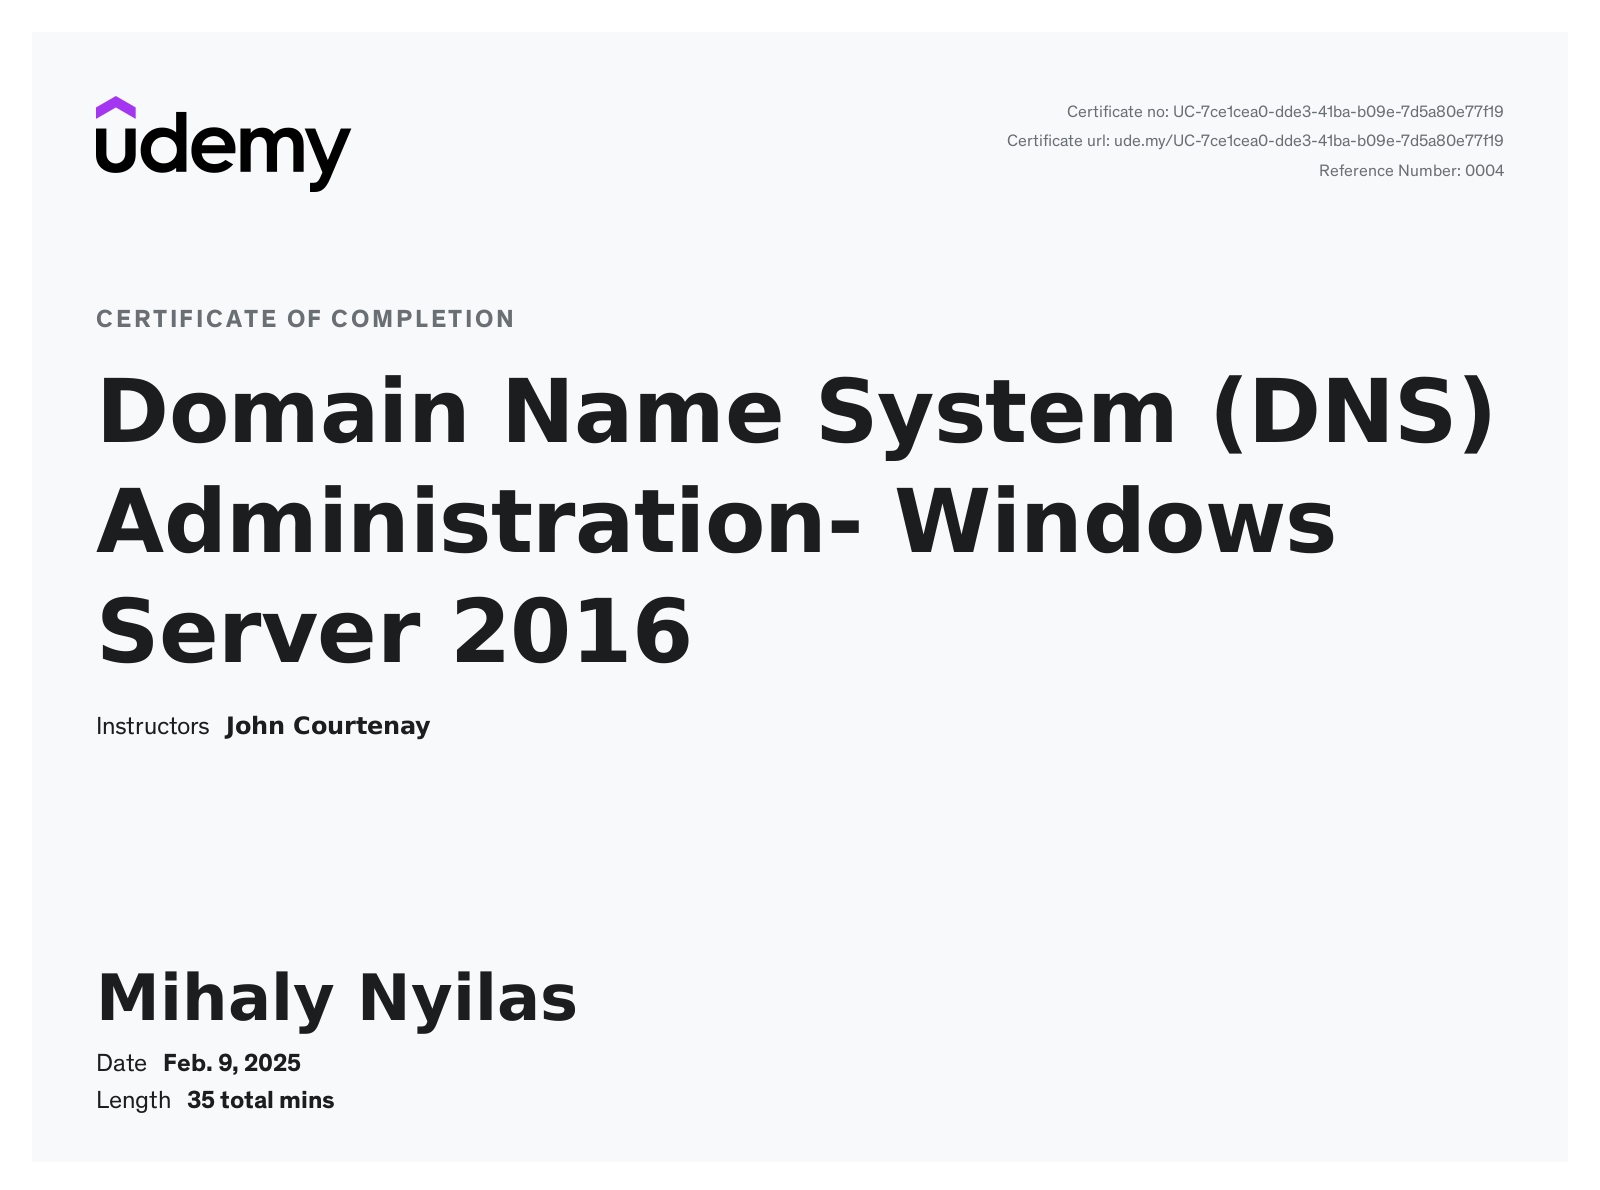 udemy
Certificate no: UC-7ce1cea0-dde3-41ba-b09e-7d5a80e77f19
Certificate url: ude.my/UC-7ce1cea0-dde3-41ba-b09e-7d5a80e77f19
Reference Number: 0004
CERTIFICATE OF COMPLETION
Domain Name System (DNS)
Administration- Windows
Server 2016
Instructors John Courtenay
Mihaly Nyilas
Date Feb. 9, 2025
Length 35 total mins